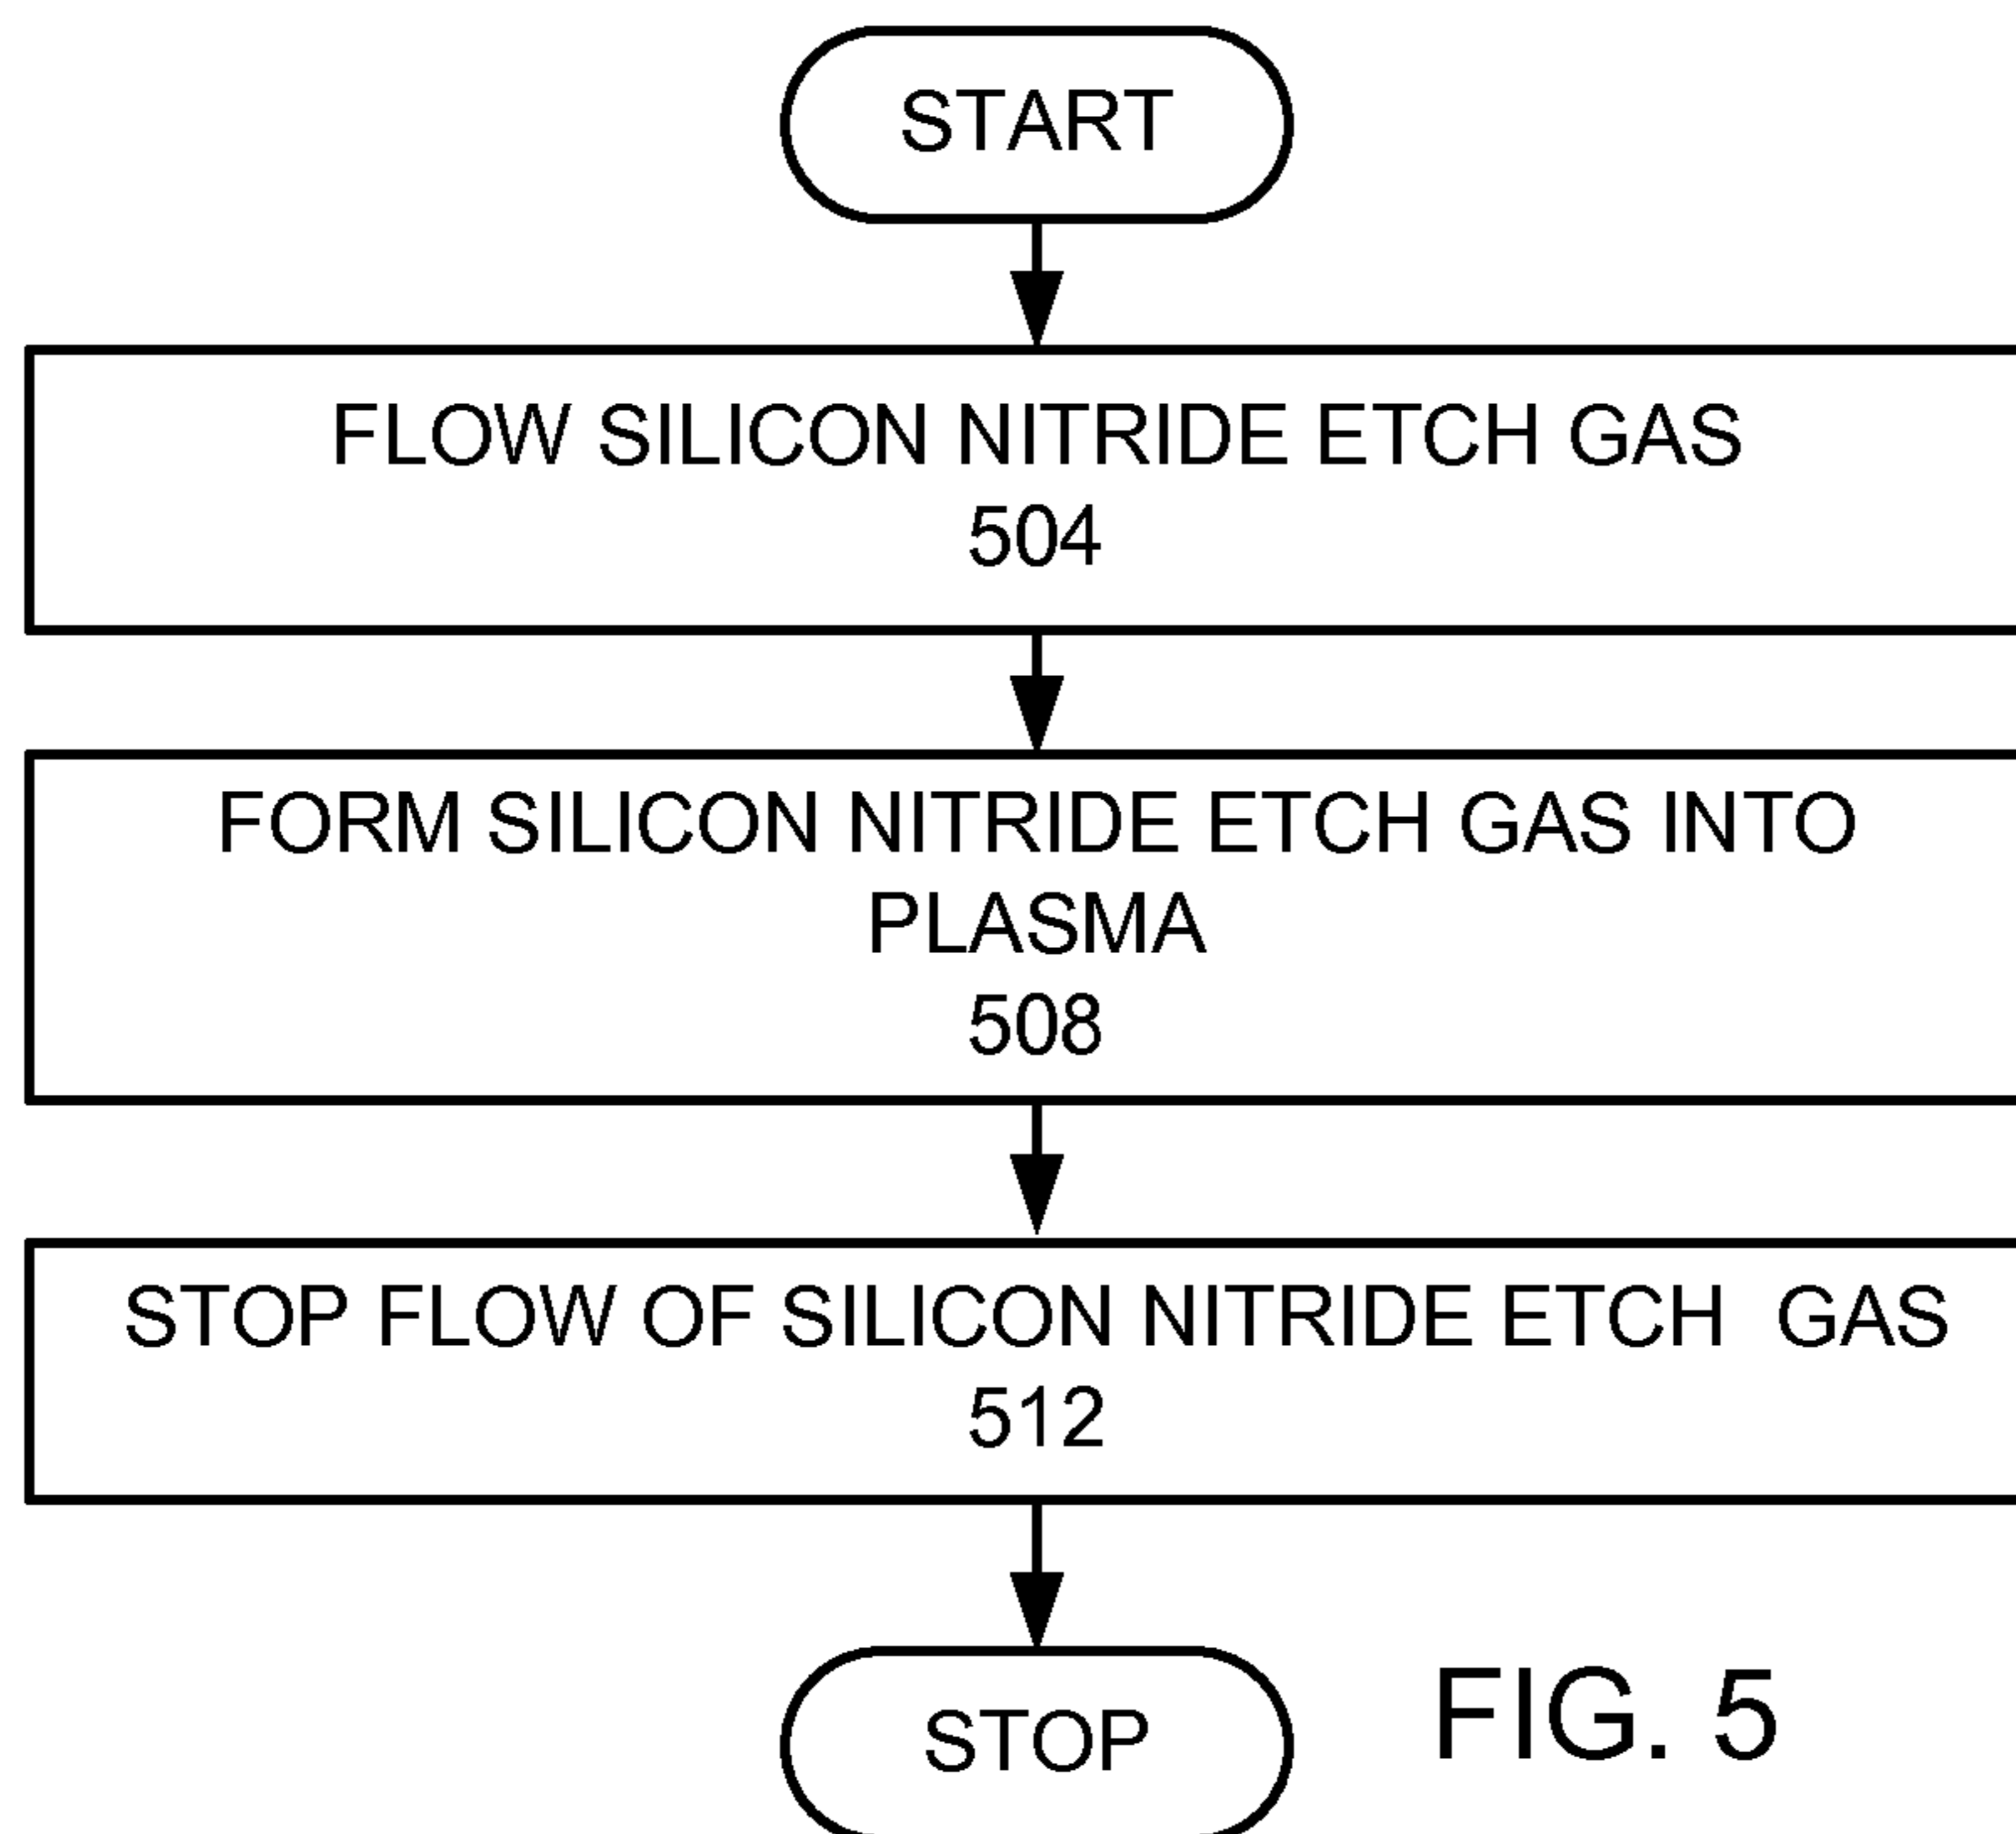 START
FLOW SILICON NITRIDE ETCH GAS
504
FORM SILICON NITRIDE ETCH GAS INTO
PLASMA
508
STOP FLOW OF SILICON NITRIDE ETCH  GAS
512
STOP
FIG. 5